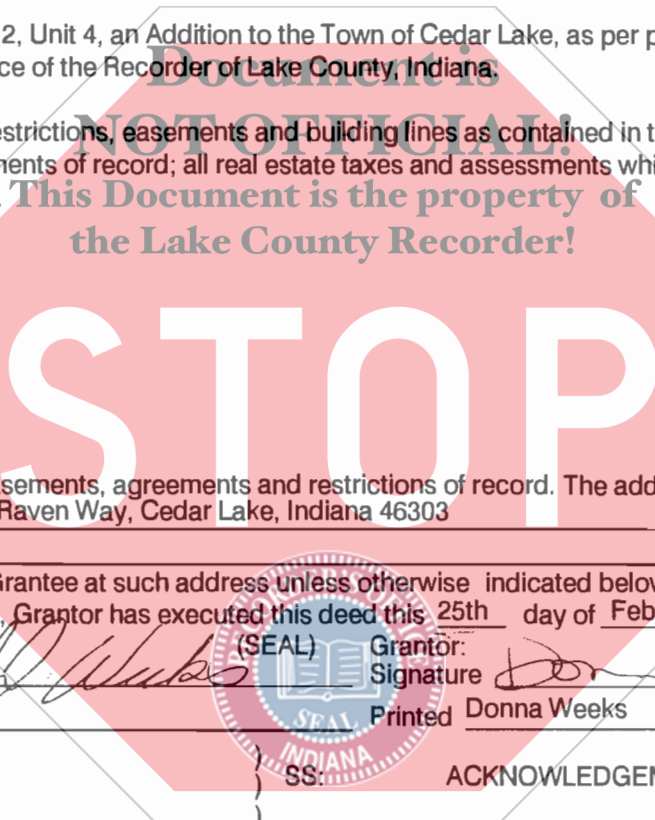 2, Unit 4, an Addition to the Town of Cedar Lake, as per p
ce of the Recorder of Lake County, Indiana.
Document is
estrictions, easements and building lines as contained in t
NOT OFFICIAL!
nents of record; all real estate taxes and assessments whi
This Document is the property of
the Lake County Recorder!
STOP
sements, agreements and restrictions of record. The add
Raven Way, Cedar Lake, Indiana 46303
Grantee at such address unless otherwise indicated below
, Grantor has executed this deed this 25th day of Feb
(SEAL) Grantor:
Weeks Signature Don
Printed Donna Weeks
RECORDER'S OFFICE
SEAL
INDIANA
) SS: ACKNOWLEDGEM
)